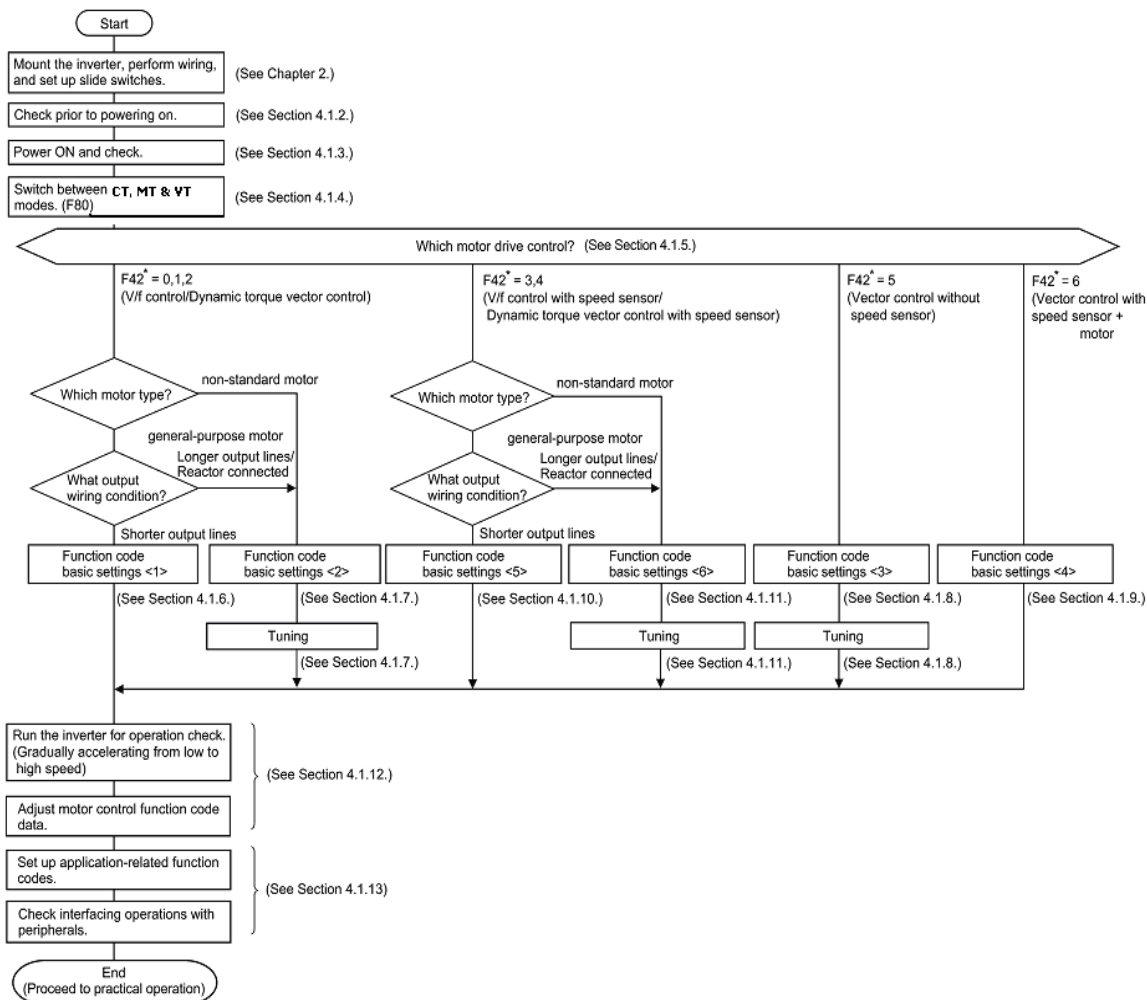 Start
Mount the inverter, perform wiring,
and set up slide switches.
(See Chapter 2.)
Check prior to powering on.
(See Section 4.1.2.)
Power ON and check.
(See Section 4.1.3.)
Switch between CT, MT & VT
modes. (F80)
(See Section 4.1.4.)
Which motor drive control? (See Section 4.1.5.)
F42* = 0,1,2
(V/f control/Dynamic torque vector control)
F42* = 3,4
(V/f control with speed sensor/
Dynamic torque vector control with speed sensor)
F42* = 5
(Vector control without
speed sensor)
F42* = 6
(Vector control with
speed sensor +
motor
Which motor type?
non-standard motor
general-purpose motor
What output
wiring condition?
Longer output lines/
Reactor connected
Shorter output lines
Which motor type?
non-standard motor
general-purpose motor
What output
wiring condition?
Longer output lines/
Reactor connected
Shorter output lines
Function code
basic settings <1>
(See Section 4.1.6.)
Function code
basic settings <2>
(See Section 4.1.7.)
Tuning
(See Section 4.1.7.)
Function code
basic settings <5>
(See Section 4.1.10.)
Function code
basic settings <6>
(See Section 4.1.11.)
Tuning
(See Section 4.1.11.)
Function code
basic settings <3>
(See Section 4.1.8.)
Tuning
(See Section 4.1.8.)
Function code
basic settings <4>
(See Section 4.1.9.)
Run the inverter for operation check.
(Gradually accelerating from low to
high speed)
Adjust motor control function code
data.
(See Section 4.1.12.)
Set up application-related function
codes.
Check interfacing operations with
peripherals.
(See Section 4.1.13)
End
(Proceed to practical operation)